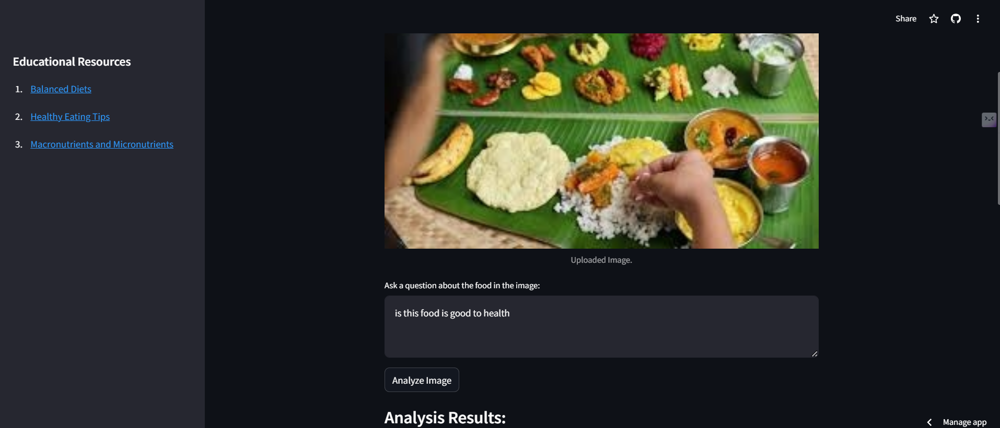 Share
Educational Resources
1. Balanced Diets
2. Healthy Eating Tips
3. Macronutrients and Micronutrients
Uploaded Image.
Ask a question about the food in the image:
is this food is good to health
Analyze Image
Analysis Results:
Manage app